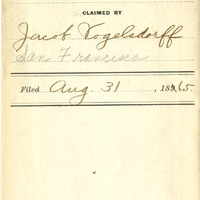 CLAIMED BY
Jacob Vogelsdorff
San Francisco
Filed Aug. 31, 1865.